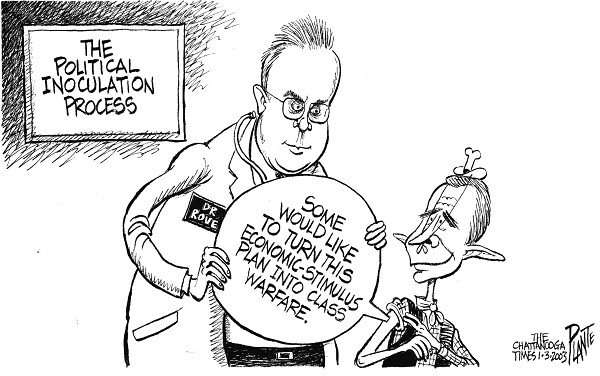 THE
POLITICAL
INOCULATION
PROCESS
DR.
ROVE
SOME
WOULD LIKE
TO TURN THIS
ECONOMIC-STIMULUS
PLAN INTO CLASS
WARFARE.
THE
CHATTANOOGA
TIMES 1·3·2003
PLANTE